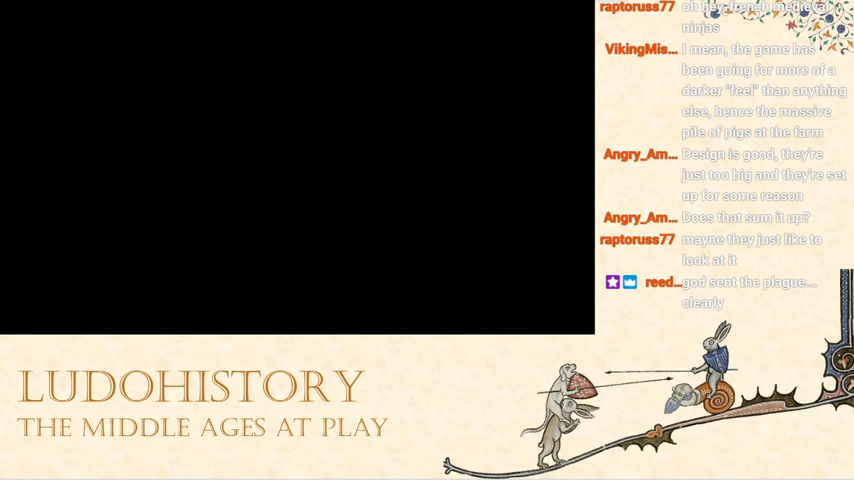 raptoruss77 oh hey, french medieval
ninjas
VikingMis... I mean, the game has
been going for more of a
darker "feel" than anything
else, hence the massive
pile of pigs at the farm
Angry_Am... Design is good, they're
just too big and they're set
up for some reason
Angry_Am... Does that sum it up?
raptoruss77 mayne they just like to
look at it
reed... god sent the plague...
clearly
LUDOHISTORY
THE MIDDLE AGES AT PLAY